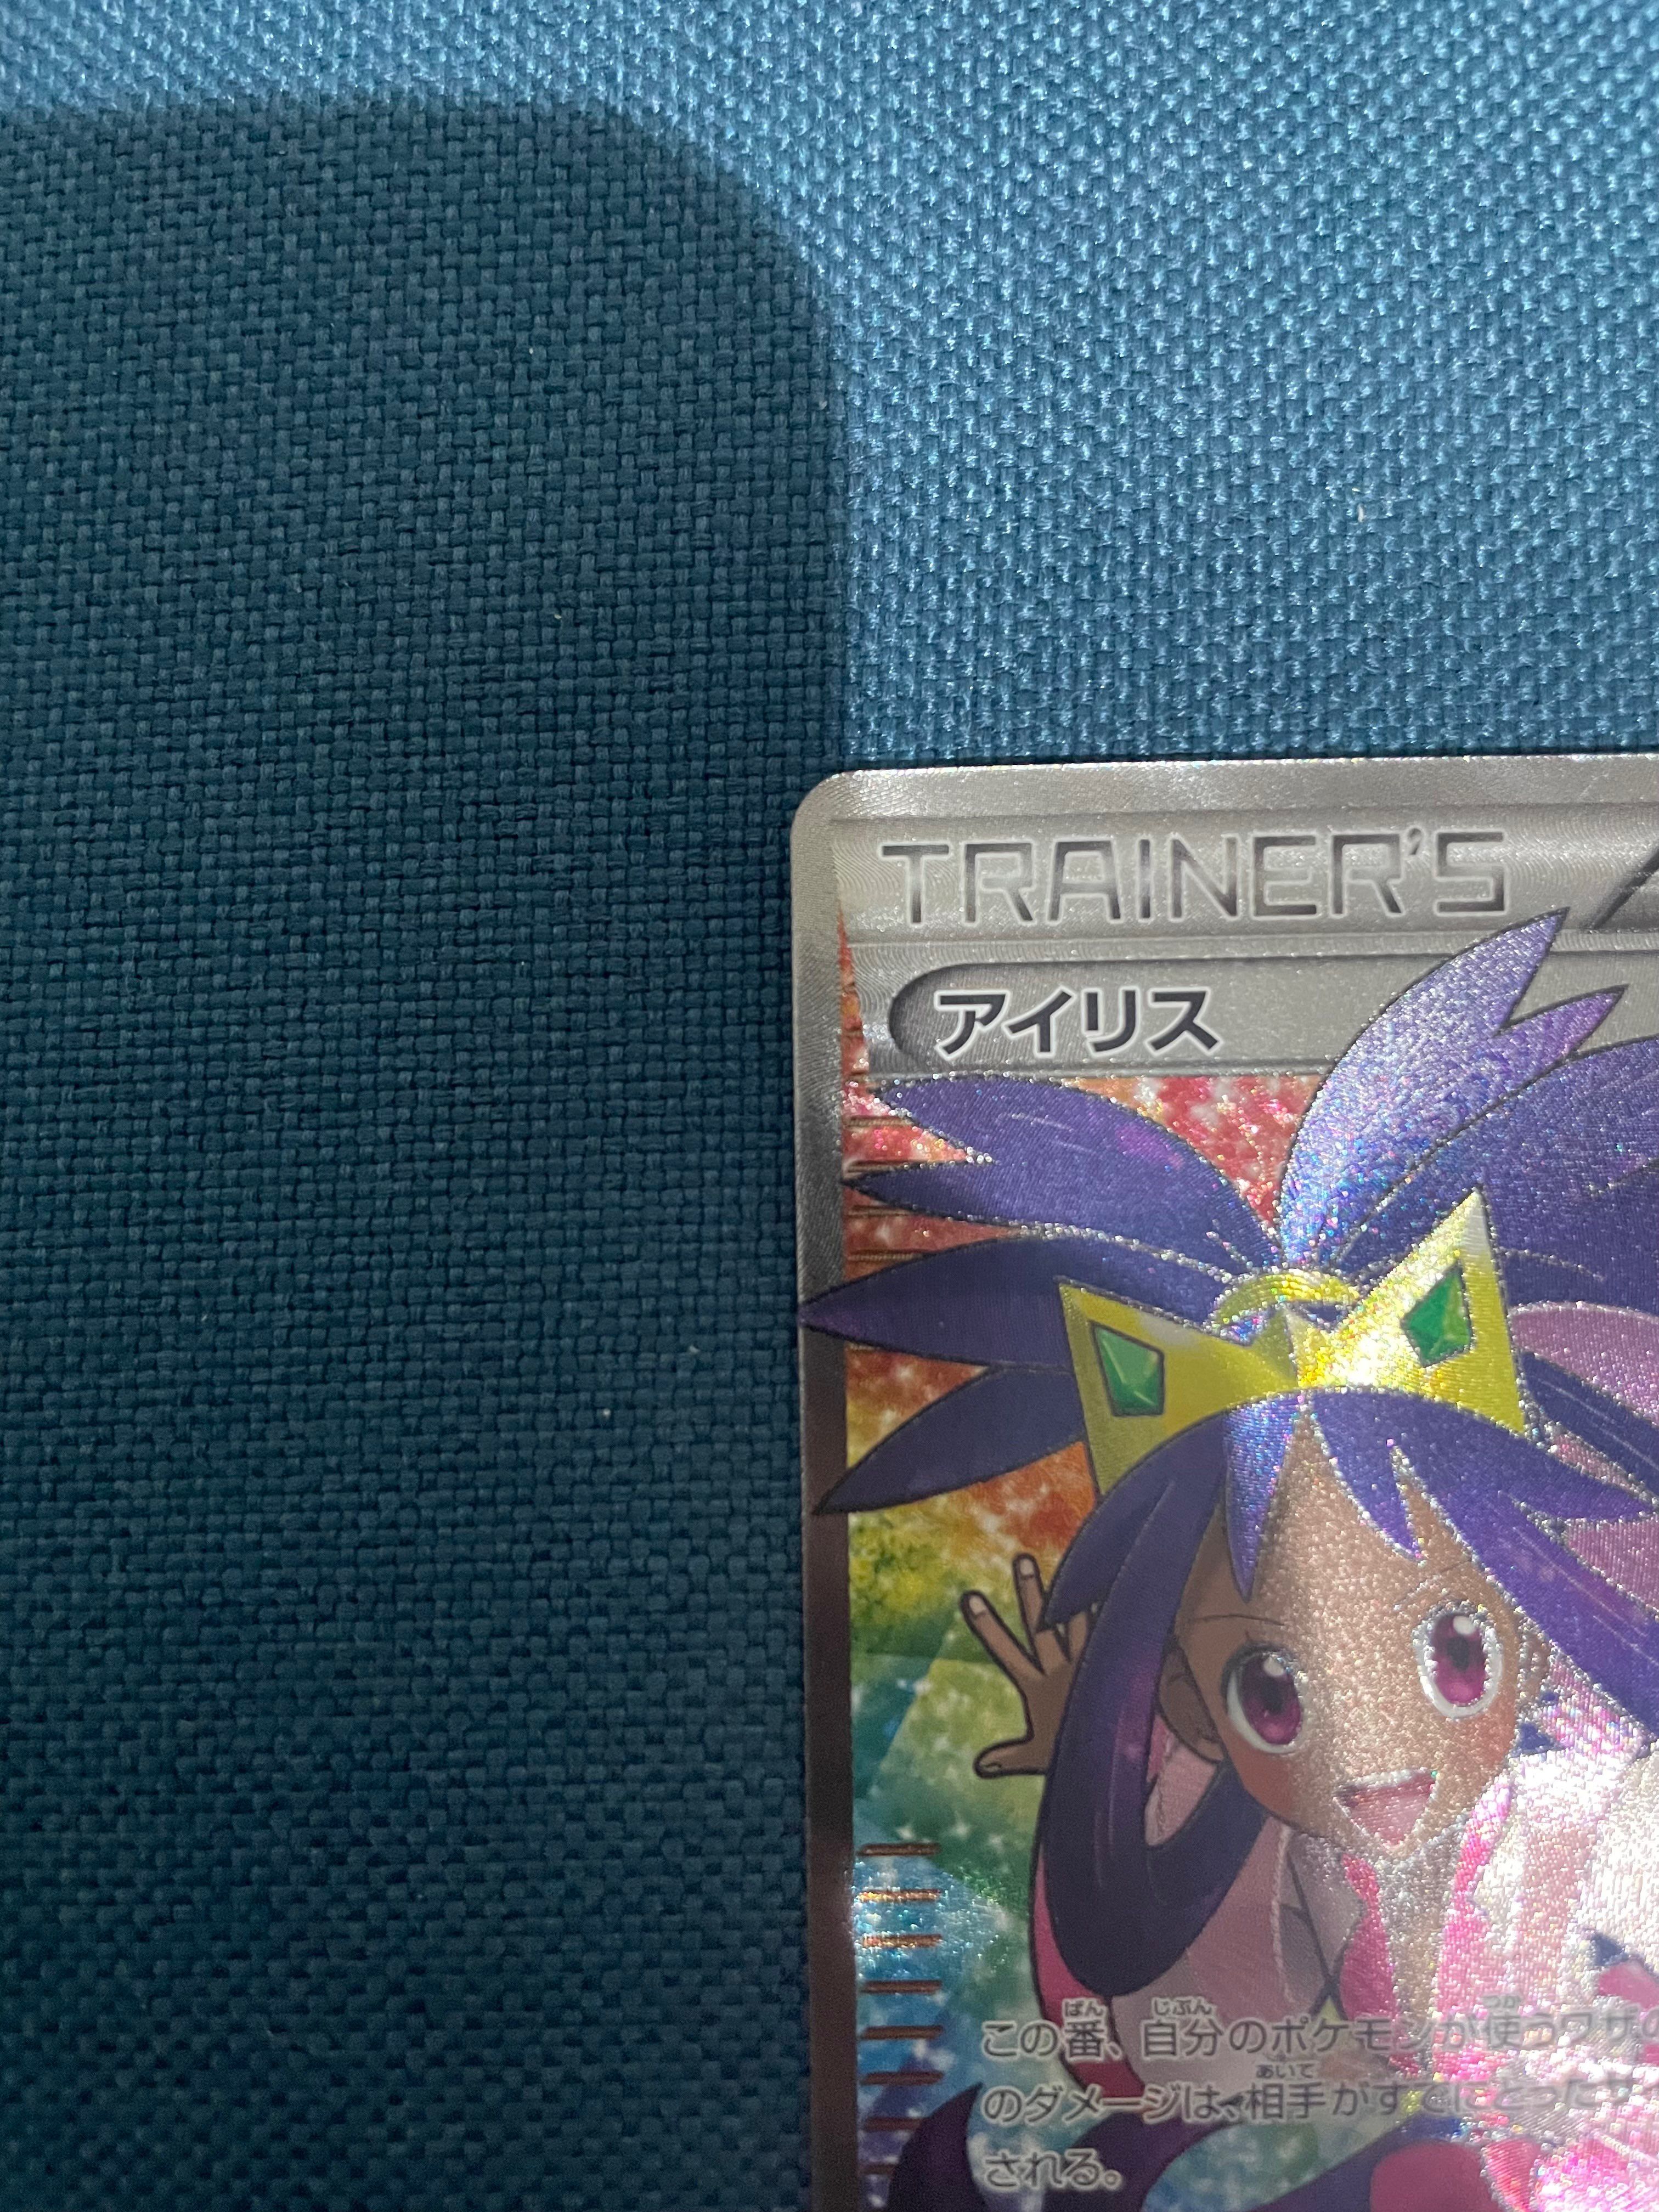 TRAINER'S
アイリス
この番、自分のポケモンが使うワザの
のダメージは、相手がすでにとったサイ
される。